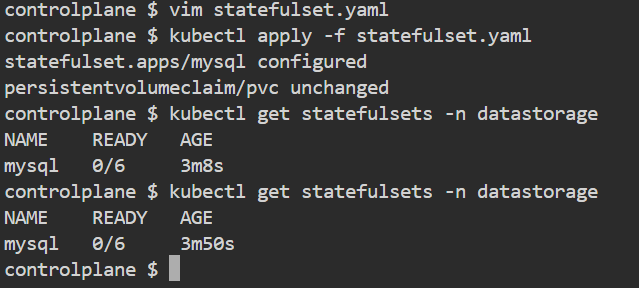 controlplane $ vim statefulset.yaml
controlplane $ kubectl apply -f statefulset.yaml
statefulset.apps/mysql configured
persistentvolumeclaim/pvc unchanged
controlplane $ kubectl get statefulsets -n datastorage
NAME    READY   AGE
mysql   0/6     3m8s
controlplane $ kubectl get statefulsets -n datastorage
NAME    READY   AGE
mysql   0/6     3m50s
controlplane $